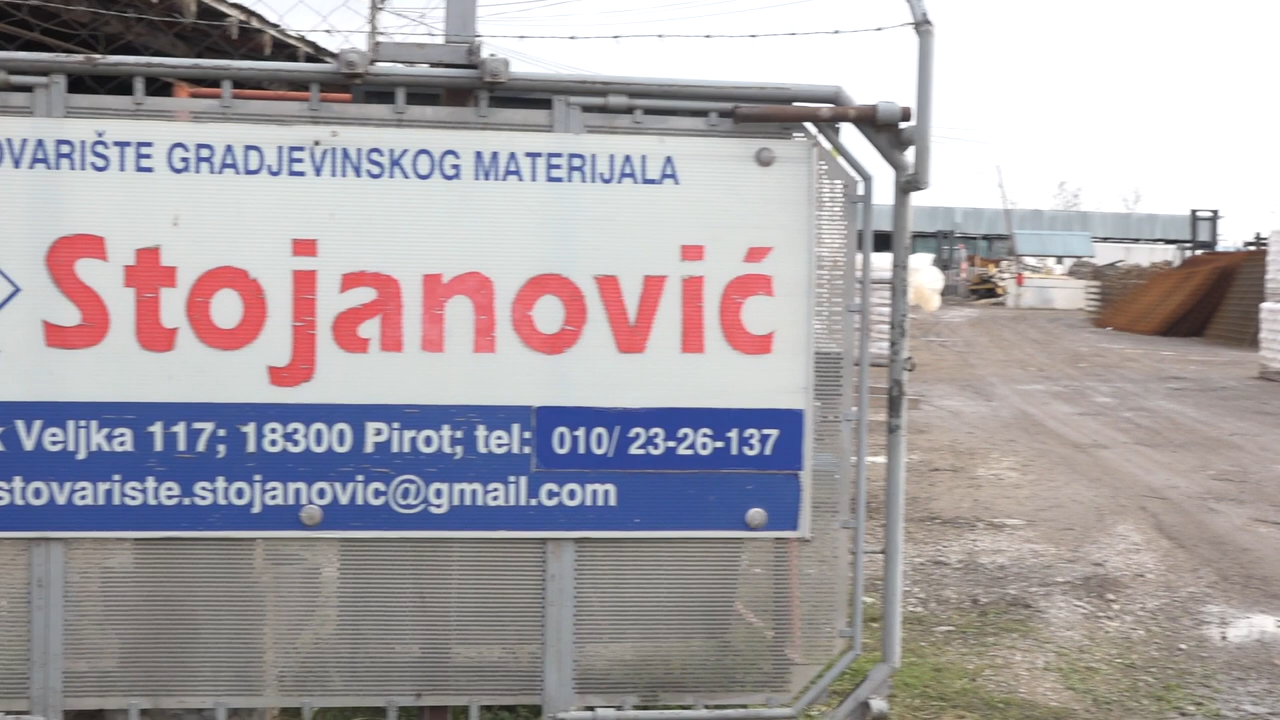 OVARIŠTE GRADJEVINSKOG MATERIJALA
Stojanović
k Veljka 117; 18300 Pirot; tel: 010/ 23-26-137
stovariste.stojanovic@gmail.com